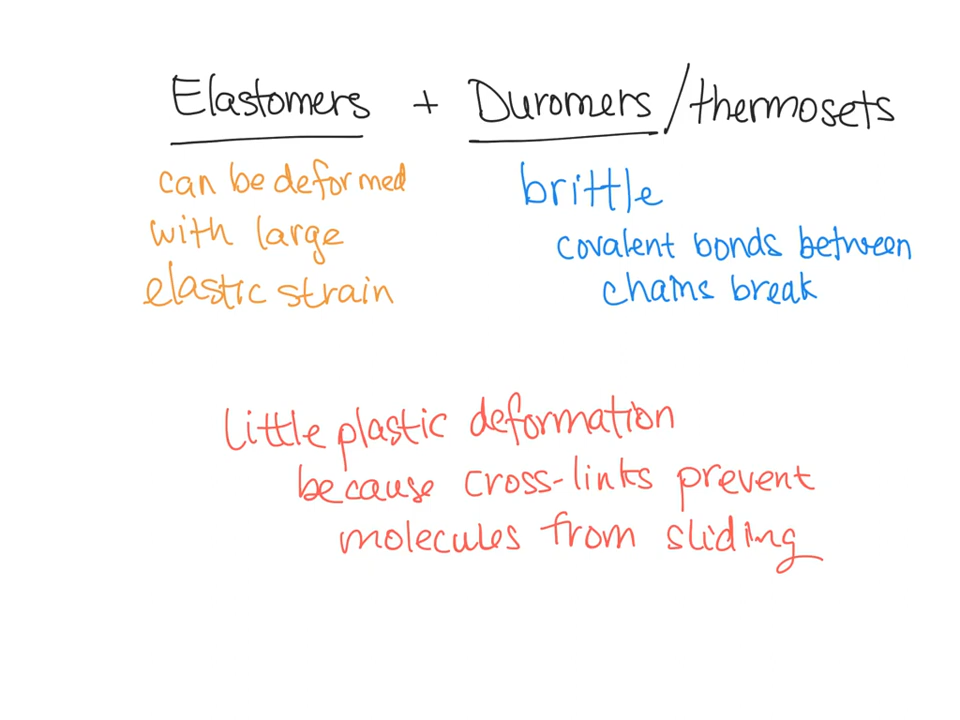 Elastomers + Duromers/thermosets
can be deformed
with large
elastic strain
brittle
covalent bonds between
chains break
Little plastic deformation
because cross-links prevent
molecules from sliding